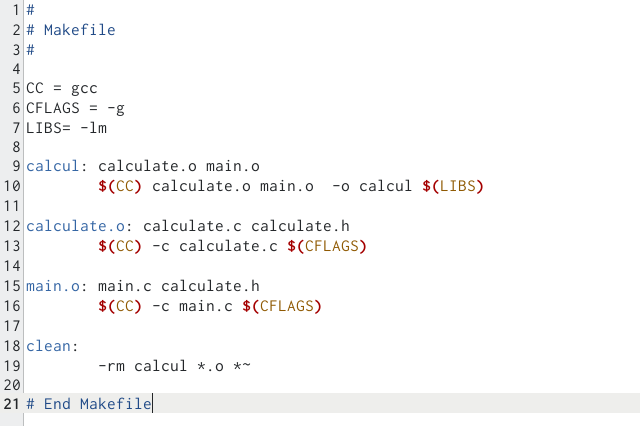 1 #
2 # Makefile
3 #
4
5 CC = gcc
6 CFLAGS = -g
7 LIBS= -lm
8
9 calcul: calculate.o main.o
10         $(CC) calculate.o main.o  -o calcul $(LIBS)
11
12 calculate.o: calculate.c calculate.h
13         $(CC) -c calculate.c $(CFLAGS)
14
15 main.o: main.c calculate.h
16         $(CC) -c main.c $(CFLAGS)
17
18 clean:
19         -rm calcul *.o *~
20
21 # End Makefile